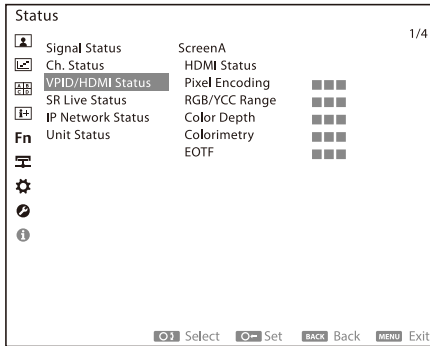 Status
1/4
Signal Status ScreenA
Ch. Status HDMI Status
VPID/HDMI Status Pixel Encoding ■■■
SR Live Status RGB/YCC Range ■■■
IP Network Status Color Depth ■■■
Fn Unit Status Colorimetry ■■■
EOTF ■■■
Select Set BACK Back MENU Exit